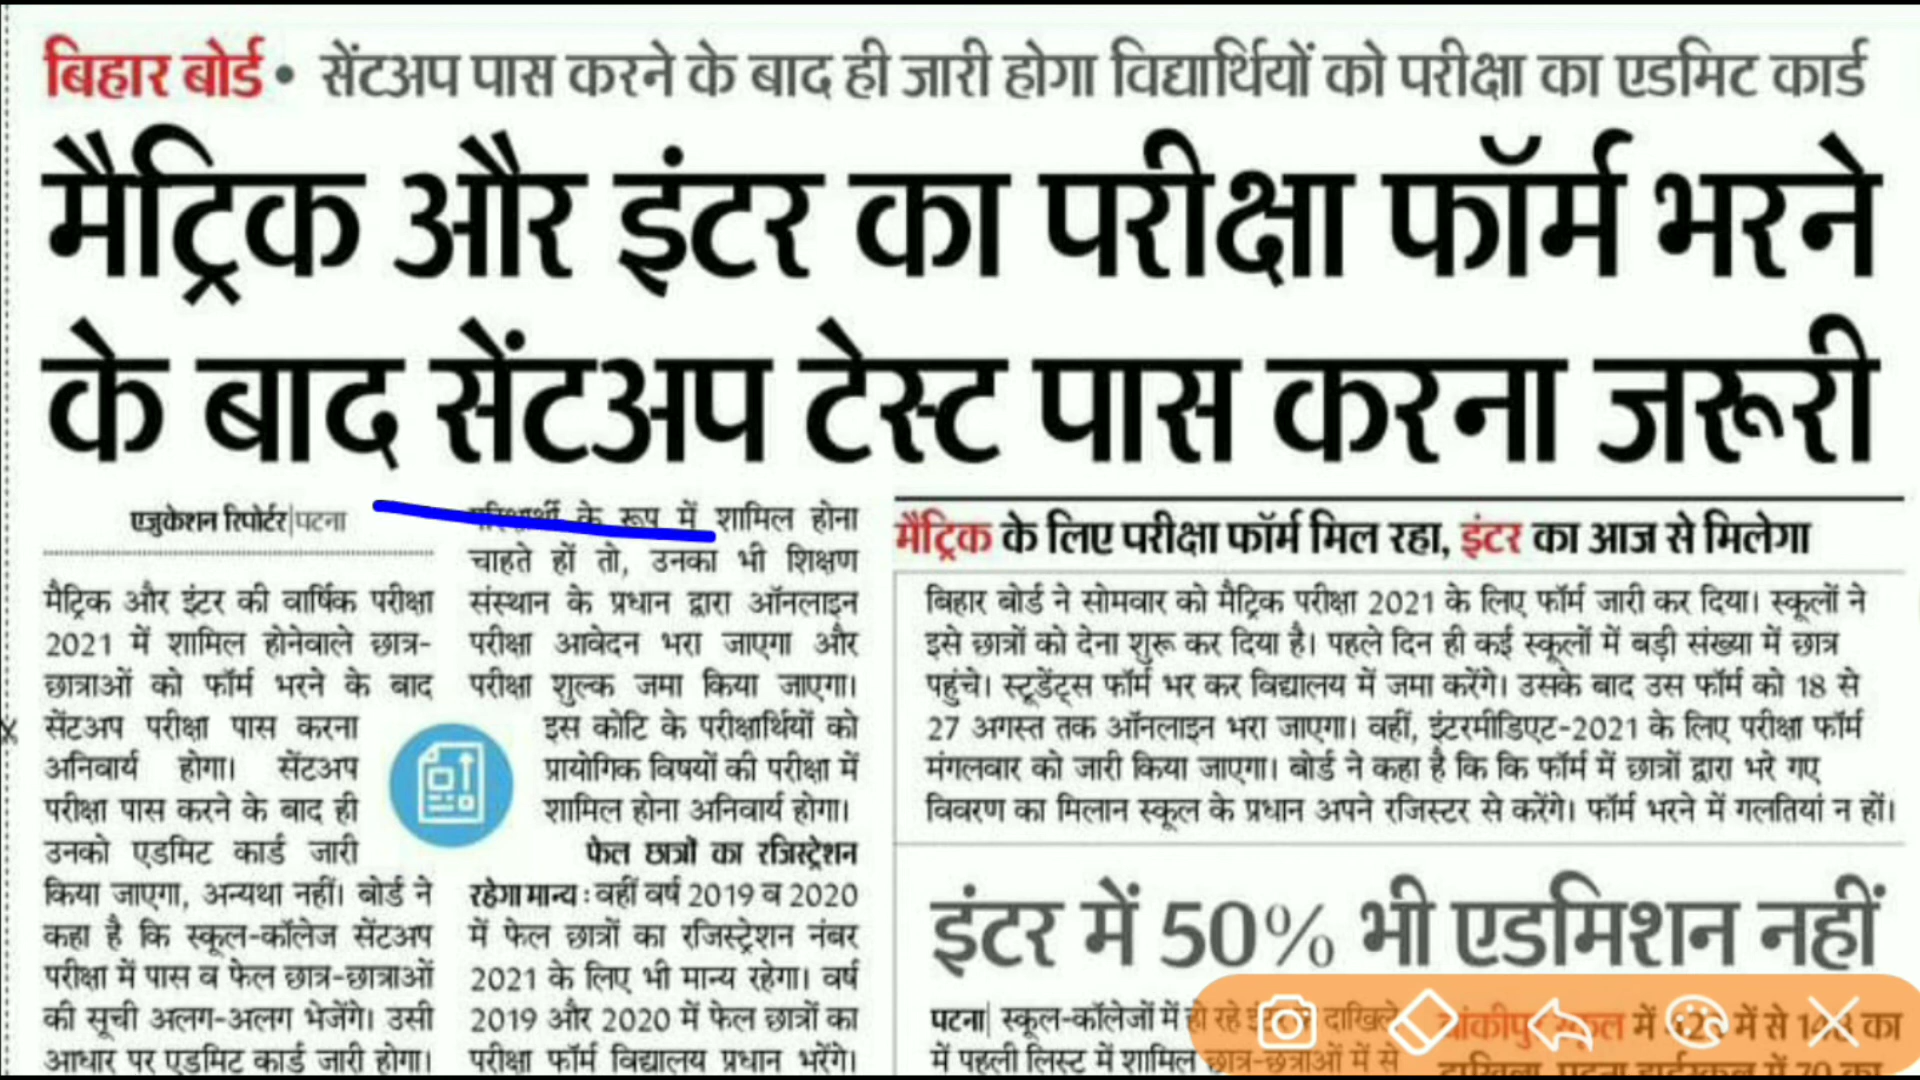 बिहार बोर्ड • सेंटअप पास करने के बाद ही जारी होगा विद्यार्थियों को परीक्षा का एडमिट कार्ड
मैट्रिक और इंटर का परीक्षा फॉर्म भरने
के बाद सेंटअप टेस्ट पास करना जरूरी
एजुकेशन रिपोर्टर|पटना
मैट्रिक और इंटर की वार्षिक परीक्षा
2021 में शामिल होनेवाले छात्र-
छात्राओं को फॉर्म भरने के बाद
सेंटअप परीक्षा पास करना
अनिवार्य होगा। सेंटअप
परीक्षा पास करने के बाद ही
उनको एडमिट कार्ड जारी
किया जाएगा, अन्यथा नहीं। बोर्ड ने
कहा है कि स्कूल-कॉलेज सेंटअप
परीक्षा में पास व फेल छात्र-छात्राओं
की सूची अलग-अलग भेजेंगे। उसी
आधार पर एडमिट कार्ड जारी होगा।
के रूप में शामिल होना
चाहते हों तो, उनका भी शिक्षण
संस्थान के प्रधान द्वारा ऑनलाइन
परीक्षा आवेदन भरा जाएगा और
परीक्षा शुल्क जमा किया जाएगा।
इस कोटि के परीक्षार्थियों को
प्रायोगिक विषयों की परीक्षा में
शामिल होना अनिवार्य होगा।
फेल छात्रों का रजिस्ट्रेशन
रहेगा मान्य : वहीं वर्ष 2019 व 2020
में फेल छात्रों का रजिस्ट्रेशन नंबर
2021 के लिए भी मान्य रहेगा। वर्ष
2019 और 2020 में फेल छात्रों का
परीक्षा फॉर्म विद्यालय प्रधान भरेंगे।
मैट्रिक के लिए परीक्षा फॉर्म मिल रहा, इंटर का आज से मिलेगा
बिहार बोर्ड ने सोमवार को मैट्रिक परीक्षा 2021 के लिए फॉर्म जारी कर दिया। स्कूलों ने
इसे छात्रों को देना शुरू कर दिया है। पहले दिन ही कई स्कूलों में बड़ी संख्या में छात्र
पहुंचे। स्टूडेंट्स फॉर्म भर कर विद्यालय में जमा करेंगे। उसके बाद उस फॉर्म को 18 से
27 अगस्त तक ऑनलाइन भरा जाएगा। वहीं, इंटरमीडिएट-2021 के लिए परीक्षा फॉर्म
मंगलवार को जारी किया जाएगा। बोर्ड ने कहा है कि कि फॉर्म में छात्रों द्वारा भरे गए
विवरण का मिलान स्कूल के प्रधान अपने रजिस्टर से करेंगे। फॉर्म भरने में गलतियां न हों।
इंटर में 50% भी एडमिशन नहीं
पटना| स्कूल-कॉलेजों में हो रहे
में पहली लिस्ट में शामिल छात्र-छत्राओं में से
में से का